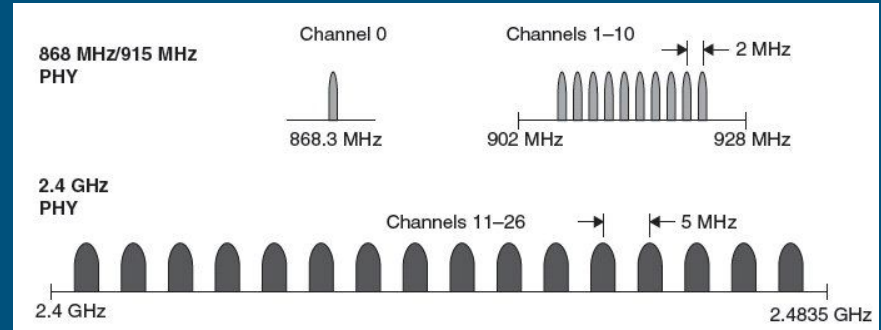 868 MHz/915 MHz
PHY
Channel 0
Channels 1–10
2 MHz
868.3 MHz
902 MHz
928 MHz
2.4 GHz
PHY
Channels 11–26
5 MHz
2.4 GHz
2.4835 GHz